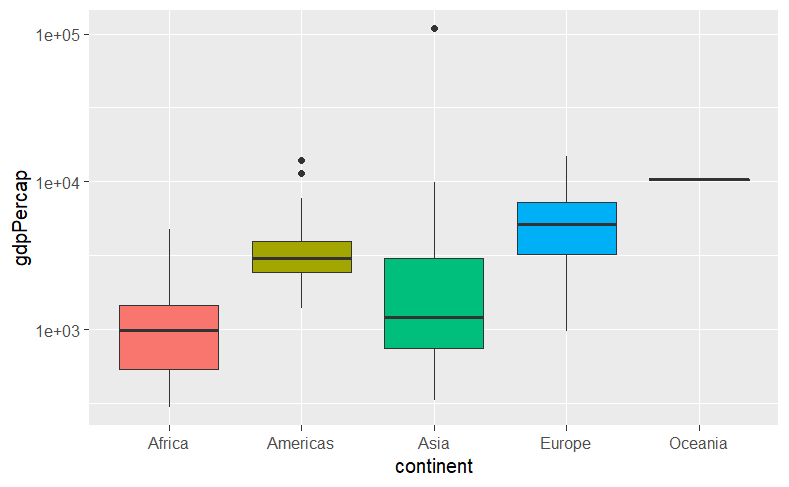 gdpPercap
1e+05
1e+04
1e+03
Africa Americas Asia Europe Oceania
continent